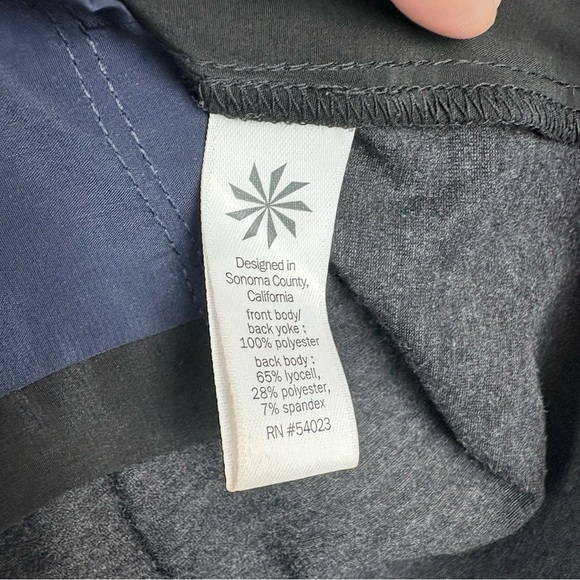 Designed in
Sonoma County,
California
front body/
back yoke :
100% polyester
back body :
65% lyocell,
28% polyester,
7% spandex
RN #54023